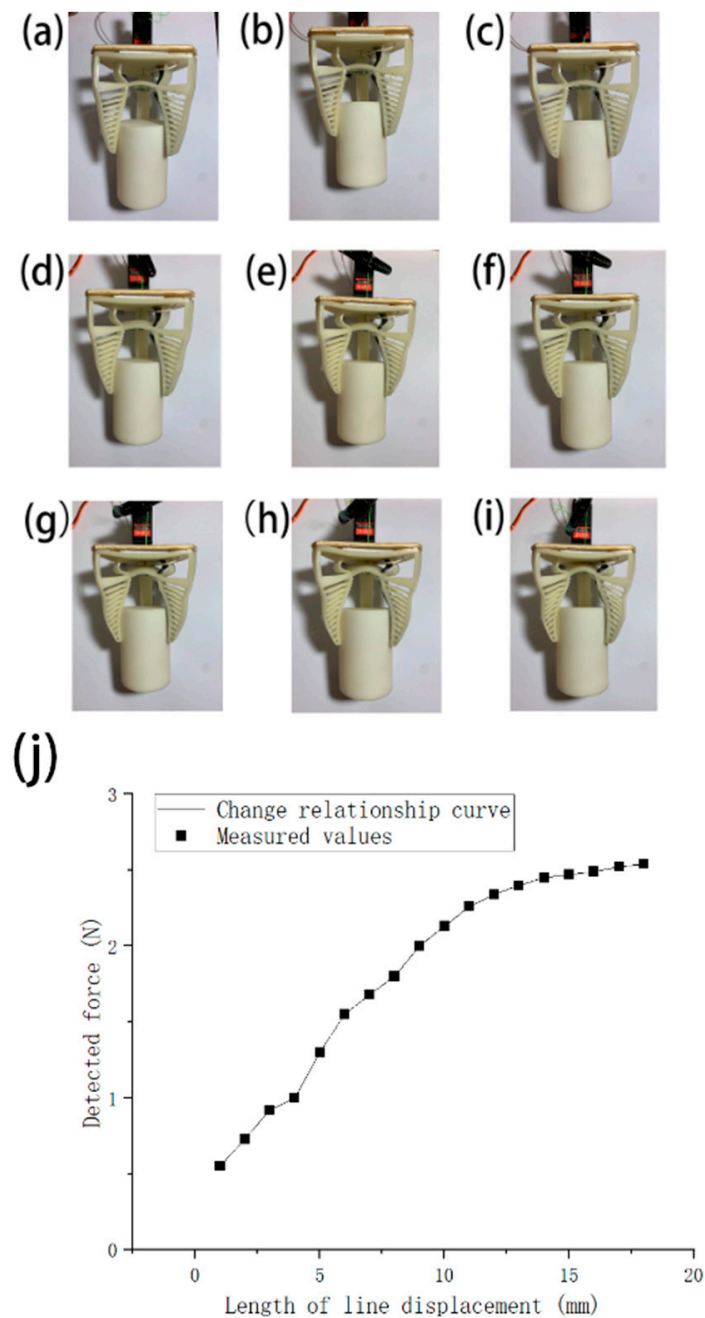 (a)
(b)
(c)
(d)
(e)
(f)
(g)
(h)
(i)
(j)
3
Change relationship curve
Measured values
2
Detected force (N)
1
0
0
5
10
15
20
Length of line displacement (mm)